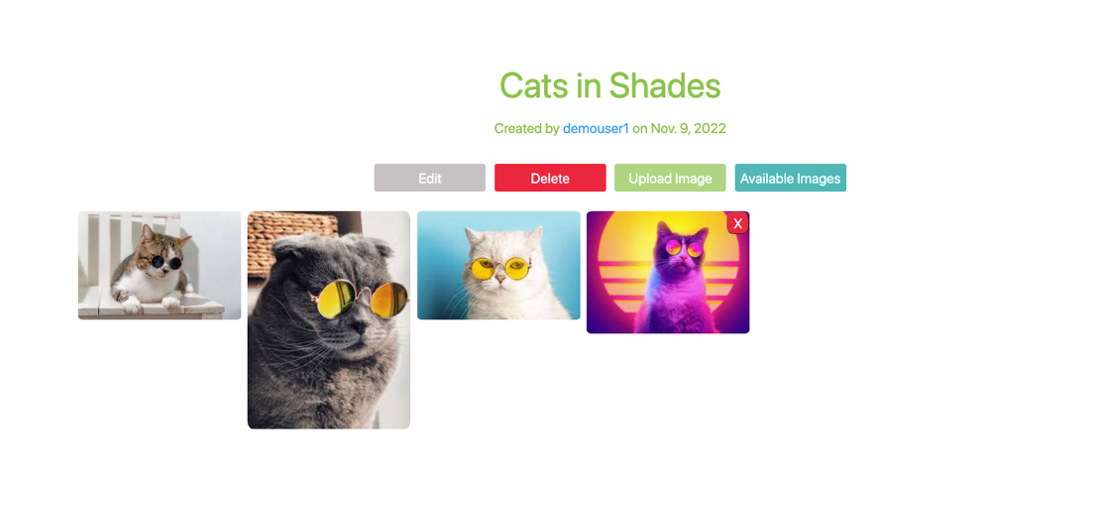 Cats in Shades
Created by demouser1 on Nov. 9, 2022
Edit Delete Upload Image Available Images
X